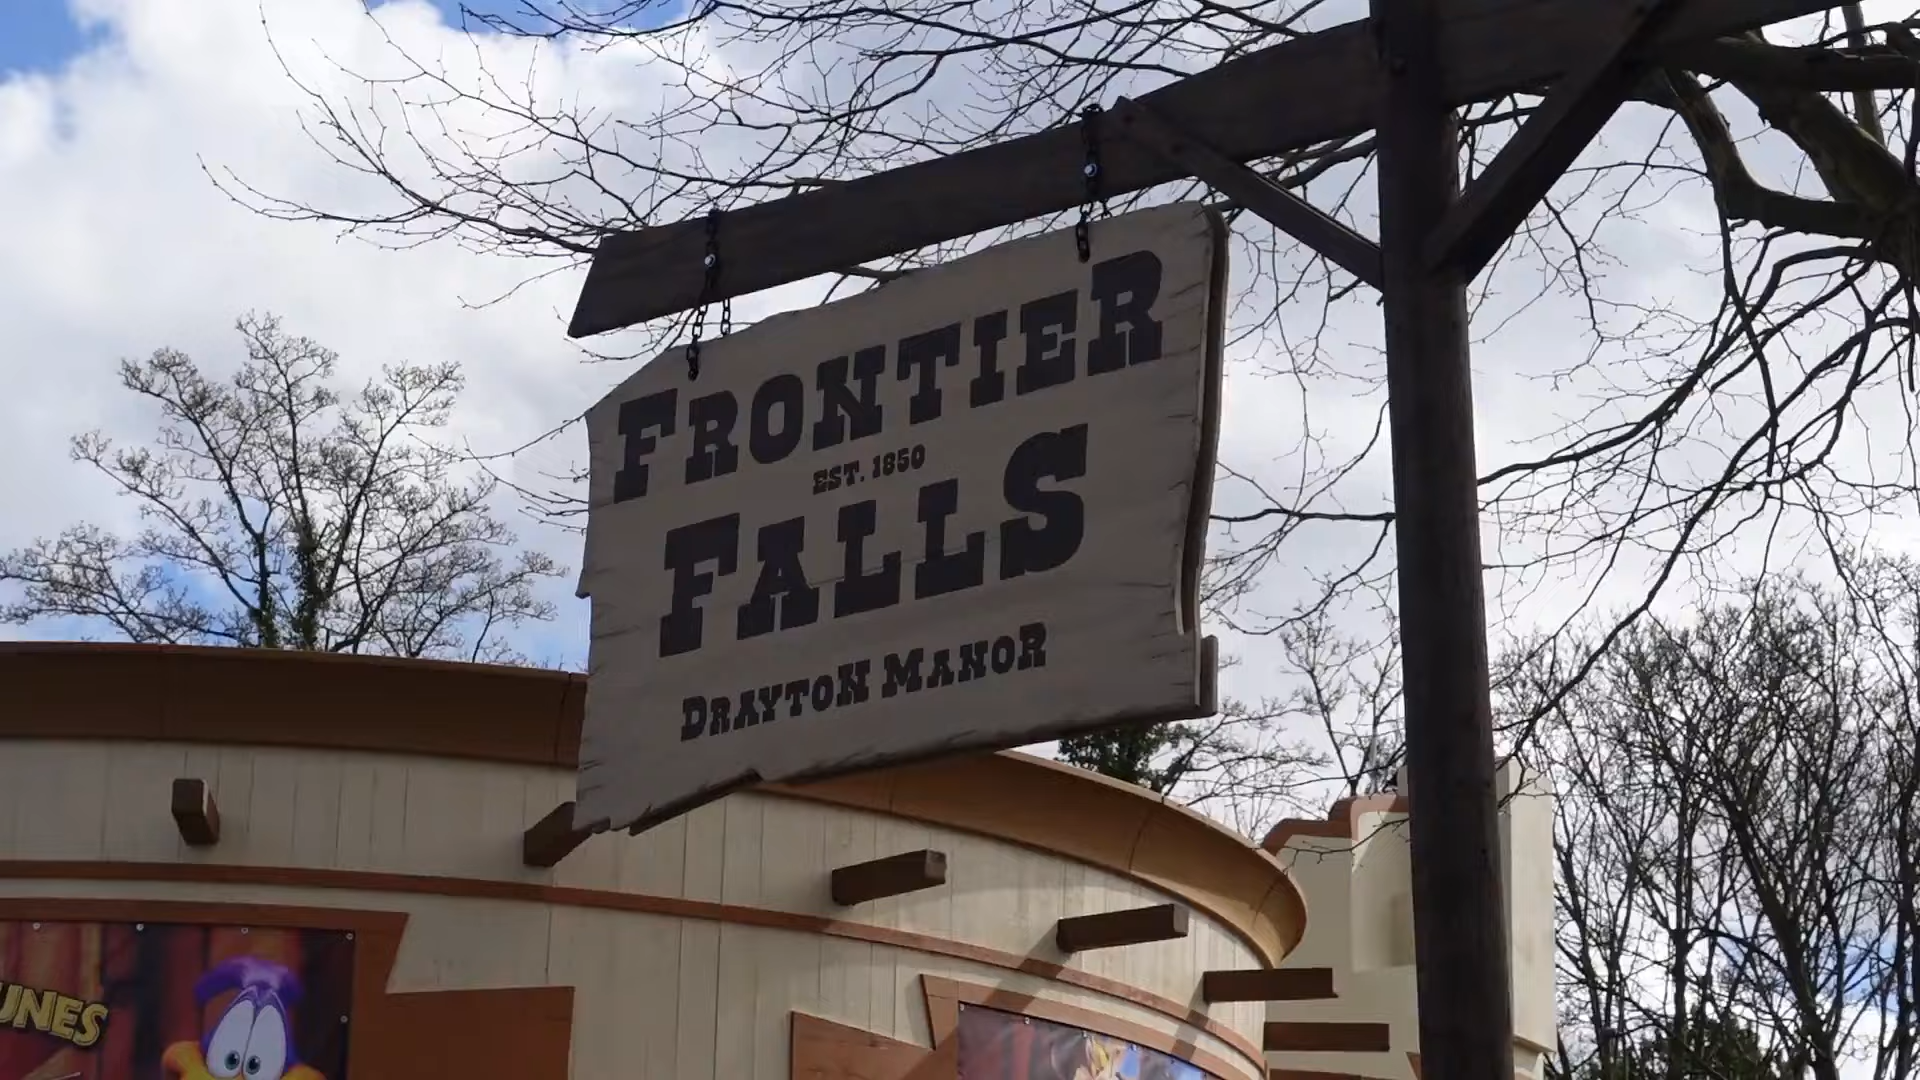 FRONTIER
EST. 1850
FALLS
DRAYTON MANOR
UNES